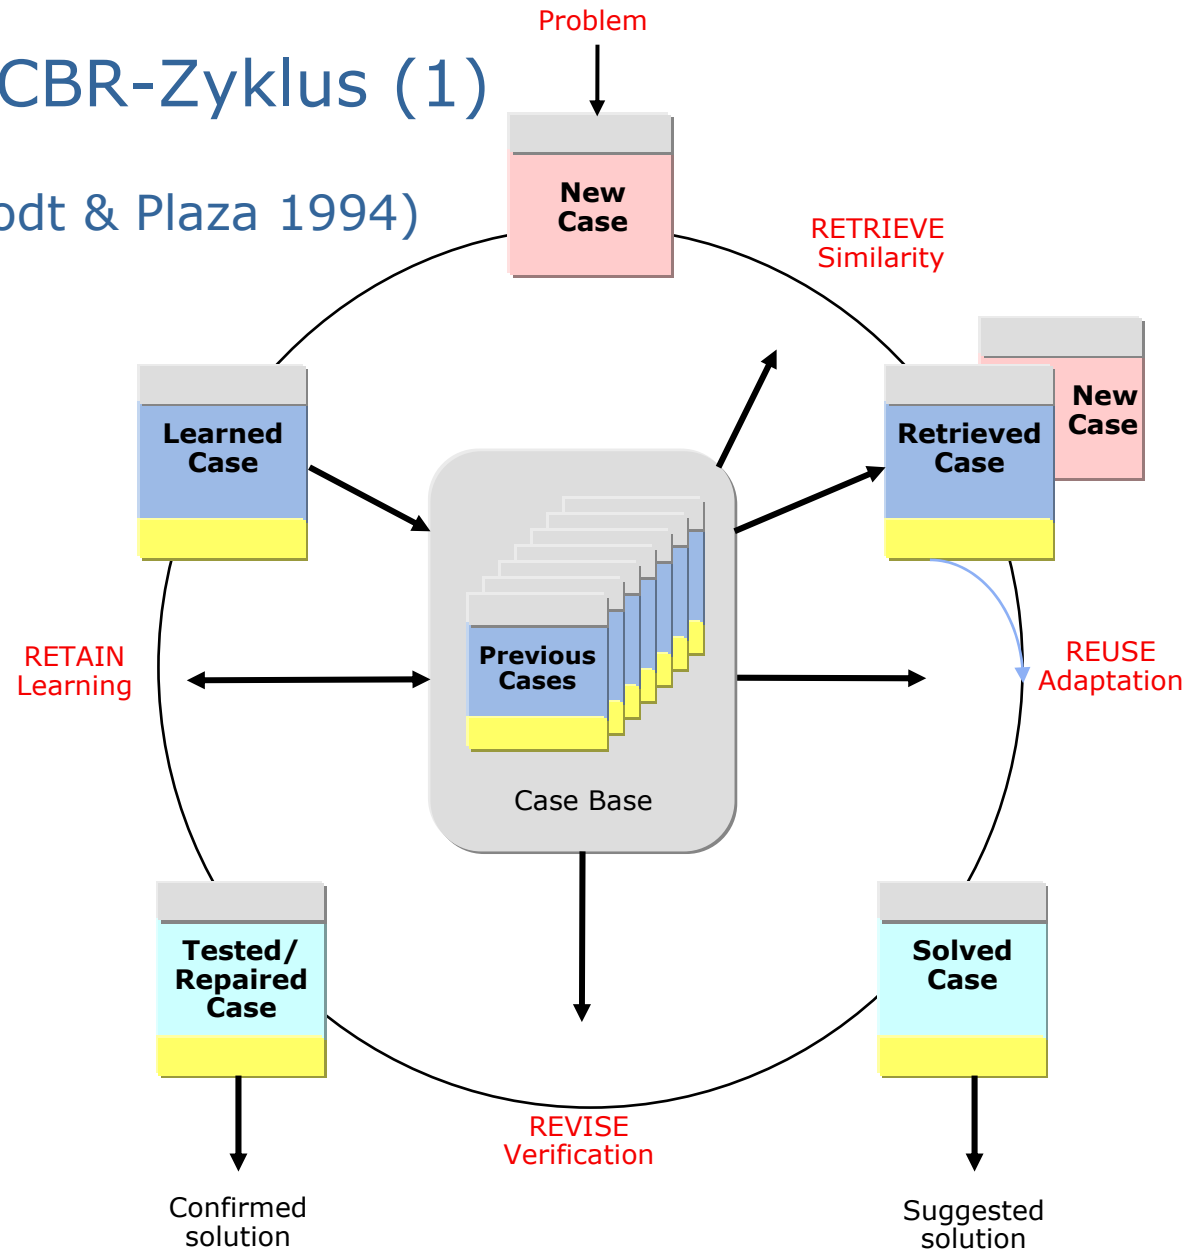 Problem
CBR-Zyklus (1)
& Plaza 1994)
New
Case
RETRIEVE
Similarity
New
Case
Retrieved
Case
Learned
Case
Previous
Cases
Case Base
RETAIN
Learning
REUSE
Adaptation
Tested/
Repaired
Case
Solved
Case
REVISE
Verification
Confirmed
solution
Suggested
solution